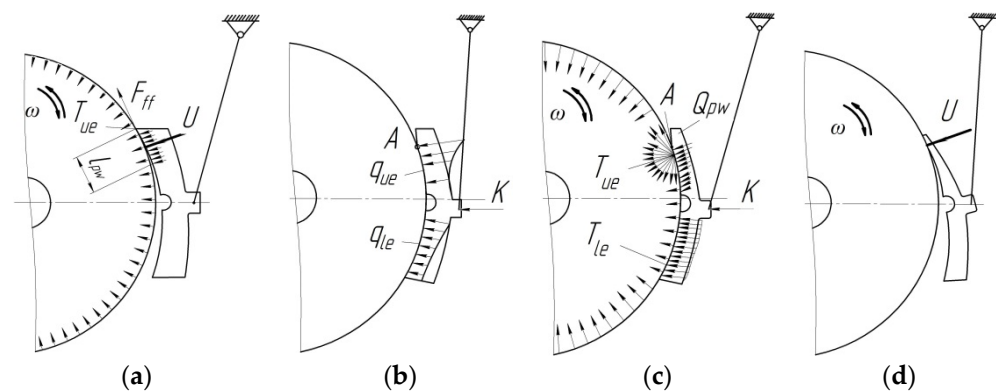 ω
F_ff
T_ue
U
l_pw
(a)
A
q_ue
K
q_le
(b)
ω
A
Q_pw
T_ue
K
T_le
(c)
ω
U
(d)